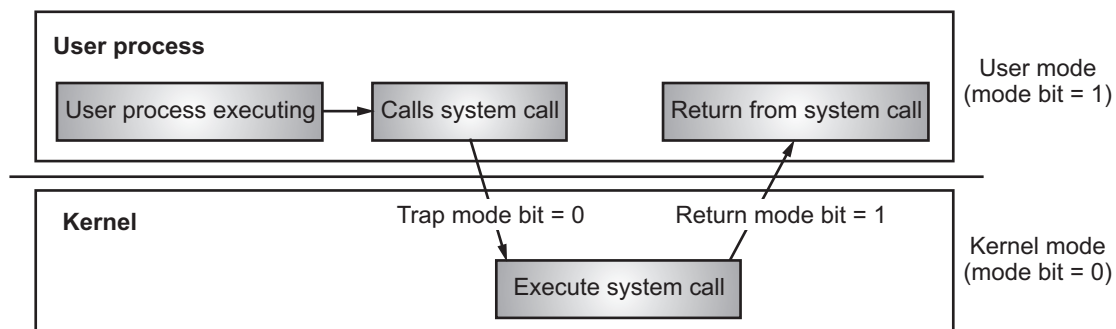 User process
User process executing
Calls system call
Return from system call
User mode
(mode bit = 1)
Kernel
Trap mode bit = 0
Return mode bit = 1
Execute system call
Kernel mode
(mode bit = 0)